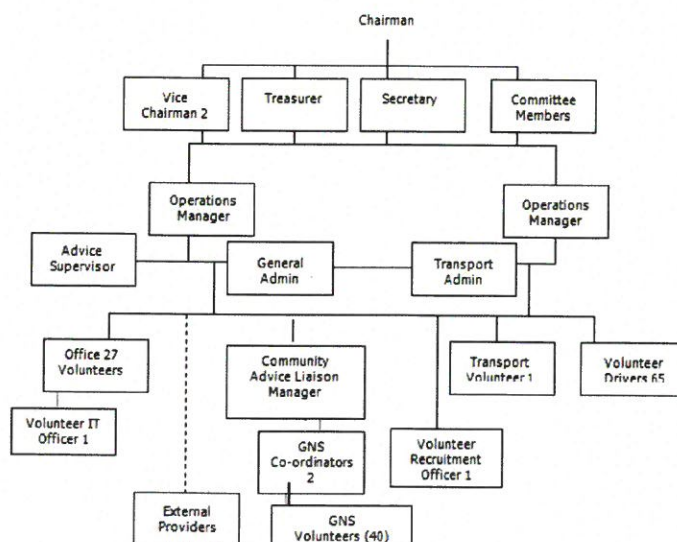 Chairman
Vice
Chairman 2
Treasurer
Secretary
Committee
Members
Operations
Manager
Operations
Manager
Advice
Supervisor
General
Admin
Transport
Admin
Office 27
Volunteers
Community
Advice Liaison
Manager
Transport
Volunteer 1
Volunteer
Drivers 65
Volunteer IT
Officer 1
GNS
Co-ordinators
2
Volunteer
Recruitment
Officer 1
External
Providers
GNS
Volunteers (40)